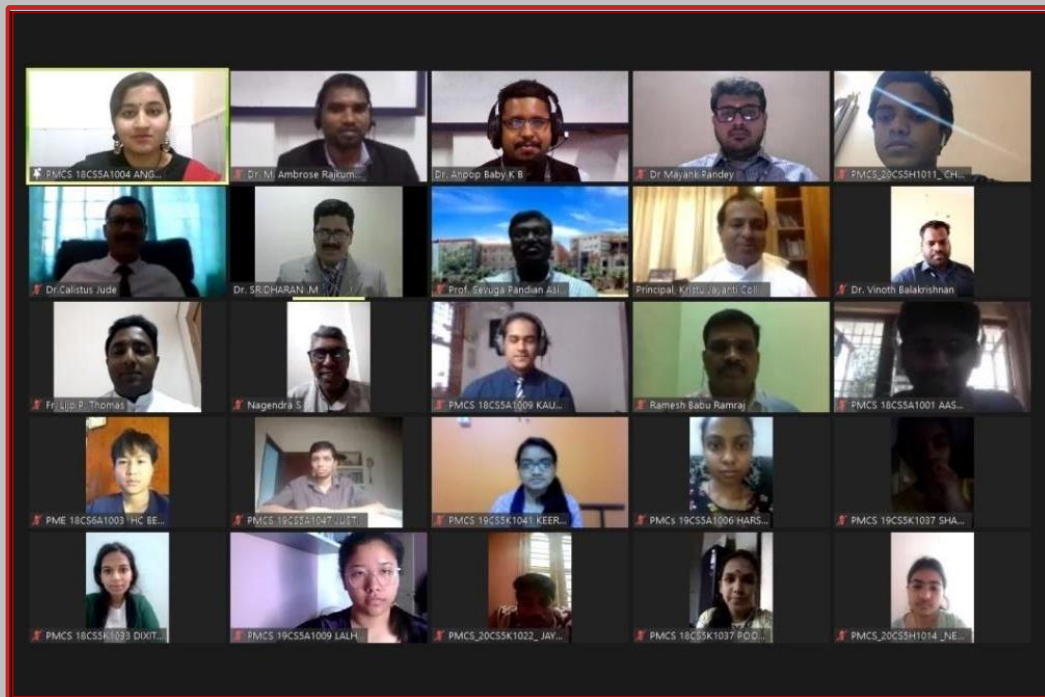 PMCS 18CS5A1004 ANG...
Dr. M. Ambrose Rajkum...
Dr. Anoop Baby K B
Dr Mayank Pandey
PMCS_20CS5H1011_ CH...
Dr.Calistus Jude
Dr. SRIDHARAN .M
Prof. Sevuga Pandian Asi...
Principal, Kristu Jayanti Coll...
Dr. Vinoth Balakrishnan
Fr. Lijo P. Thomas
Nagendra S
PMCS 18CS5A1009 KAU...
Ramesh Babu Ramraj
PMCS 18CS5A1001 AAS...
PME 18CS6A1003 HC BE...
PMCS 19CS5A1047 JUST...
PMCS 19CS5K1041 KEER...
PMCs 19CS5A1006 HARS...
PMCS 19CS5K1037 SHA...
PMCS 18CS5K1033 DIXIT...
PMCS 19CS5A1009 LALH
PMCS_20CS5K1022_ JAY...
PMCS 18CS5K1037 POO...
PMCS_20CS5H1014 _NE...